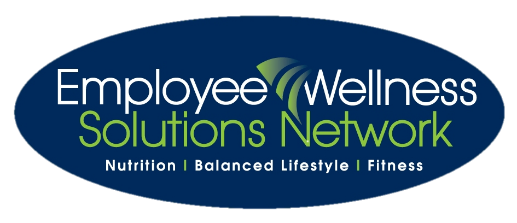 Employee Wellness
Solutions Network
Nutrition | Balanced Lifestyle | Fitness